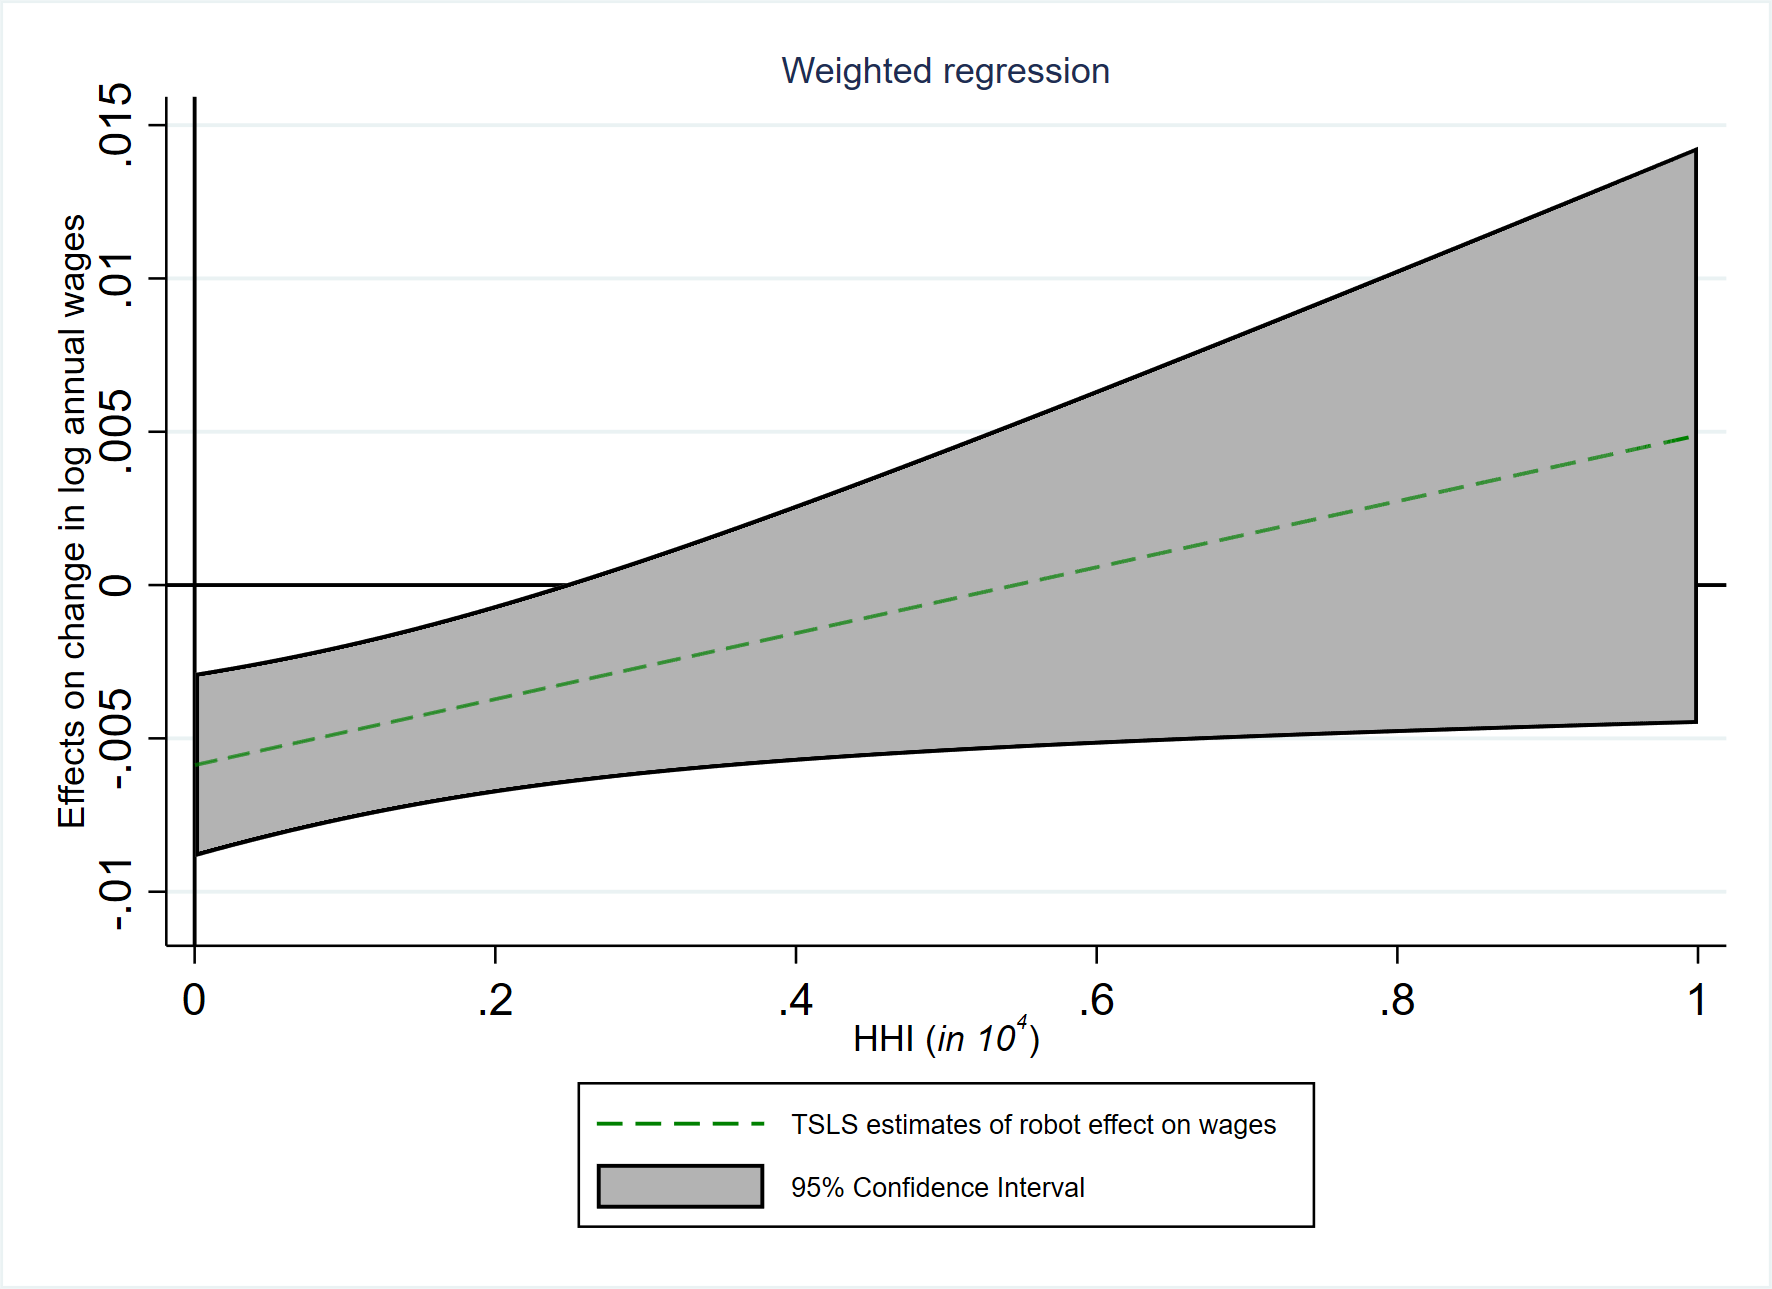 Weighted regression
Effects on change in log annual wages
.015
.01
.005
0
-.005
-.01
0 .2 .4 .6 .8 1
HHI (in 10⁴)
TSLS estimates of robot effect on wages
95% Confidence Interval